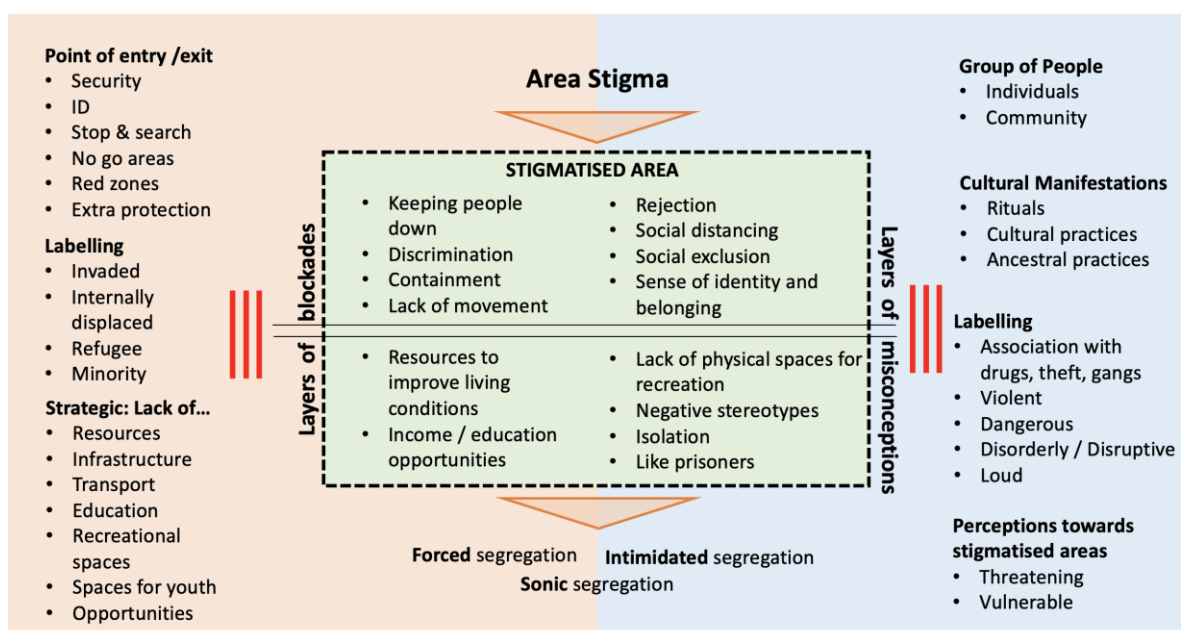 Area Stigma
Point of entry /exit
• Security
• ID
• Stop & search
• No go areas
• Red zones
• Extra protection
Labelling
• Invaded
• Internally
displaced
• Refugee
• Minority
Strategic: Lack of...
• Resources
• Infrastructure
• Transport
• Education
• Recreational
spaces
• Spaces for youth
• Opportunities
Layers of blockades
STIGMATISED AREA
• Keeping people
down
• Discrimination
• Containment
• Lack of movement
• Rejection
• Social distancing
• Social exclusion
• Sense of identity and
belonging
• Resources to
improve living
conditions
• Income / education
opportunities
• Lack of physical spaces for
recreation
• Negative stereotypes
• Isolation
• Like prisoners
Layers of misconceptions
Forced segregation
Intimidated segregation
Sonic segregation
Group of People
• Individuals
• Community
Cultural Manifestations
• Rituals
• Cultural practices
• Ancestral practices
Labelling
• Association with
drugs, theft, gangs
• Violent
• Dangerous
• Disorderly / Disruptive
• Loud
Perceptions towards
stigmatised areas
• Threatening
• Vulnerable